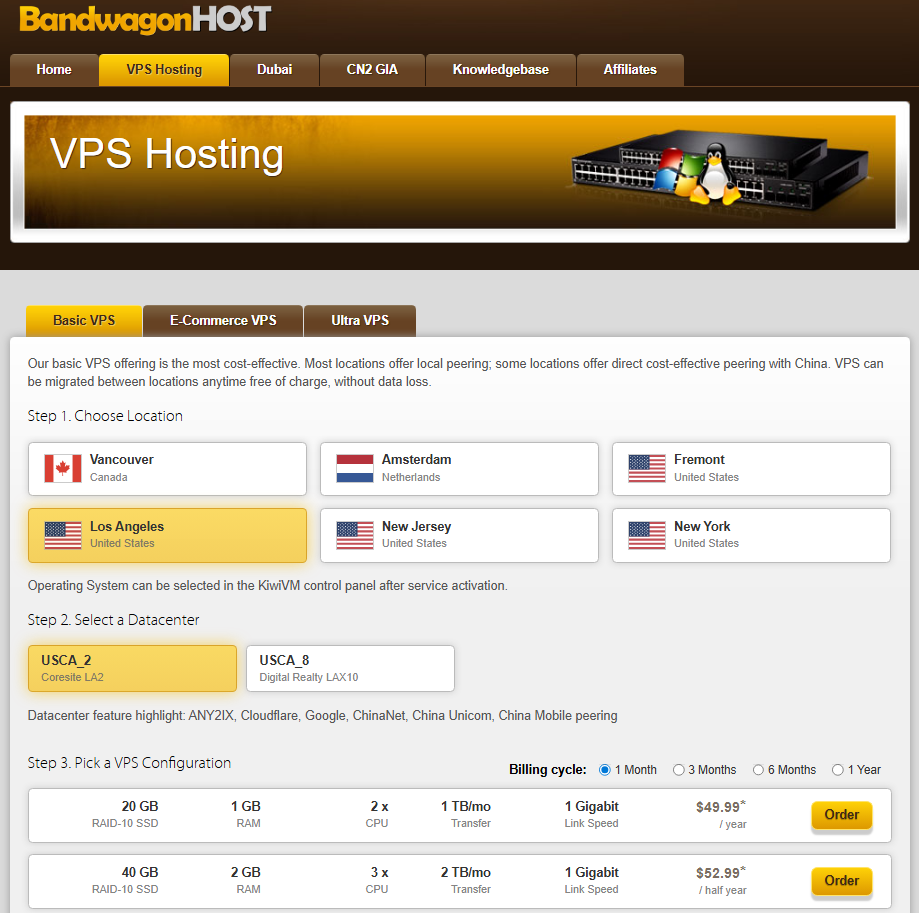 BandwagonHOST
Home VPS Hosting Dubai CN2 GIA Knowledgebase Affiliates
VPS Hosting
Basic VPS E-Commerce VPS Ultra VPS
Our basic VPS offering is the most cost-effective. Most locations offer local peering; some locations offer direct cost-effective peering with China. VPS can
be migrated between locations anytime free of charge, without data loss.
Step 1. Choose Location
Vancouver Amsterdam Fremont
Canada Netherlands United States
Los Angeles New Jersey New York
United States United States United States
Operating System can be selected in the KiwiVM control panel after service activation.
Step 2. Select a Datacenter
USCA_2 USCA_8
Coresite LA2 Digital Realty LAX10
Datacenter feature highlight: ANY2IX, Cloudflare, Google, ChinaNet, China Unicom, China Mobile peering
Step 3. Pick a VPS Configuration
Billing cycle: 1 Month 3 Months 6 Months 1 Year
20 GB 1 GB 2 x 1 TB/mo 1 Gigabit $49.99* Order
RAID-10 SSD RAM CPU Transfer Link Speed / year
40 GB 2 GB 3 x 2 TB/mo 1 Gigabit $52.99* Order
RAID-10 SSD RAM CPU Transfer Link Speed / half year